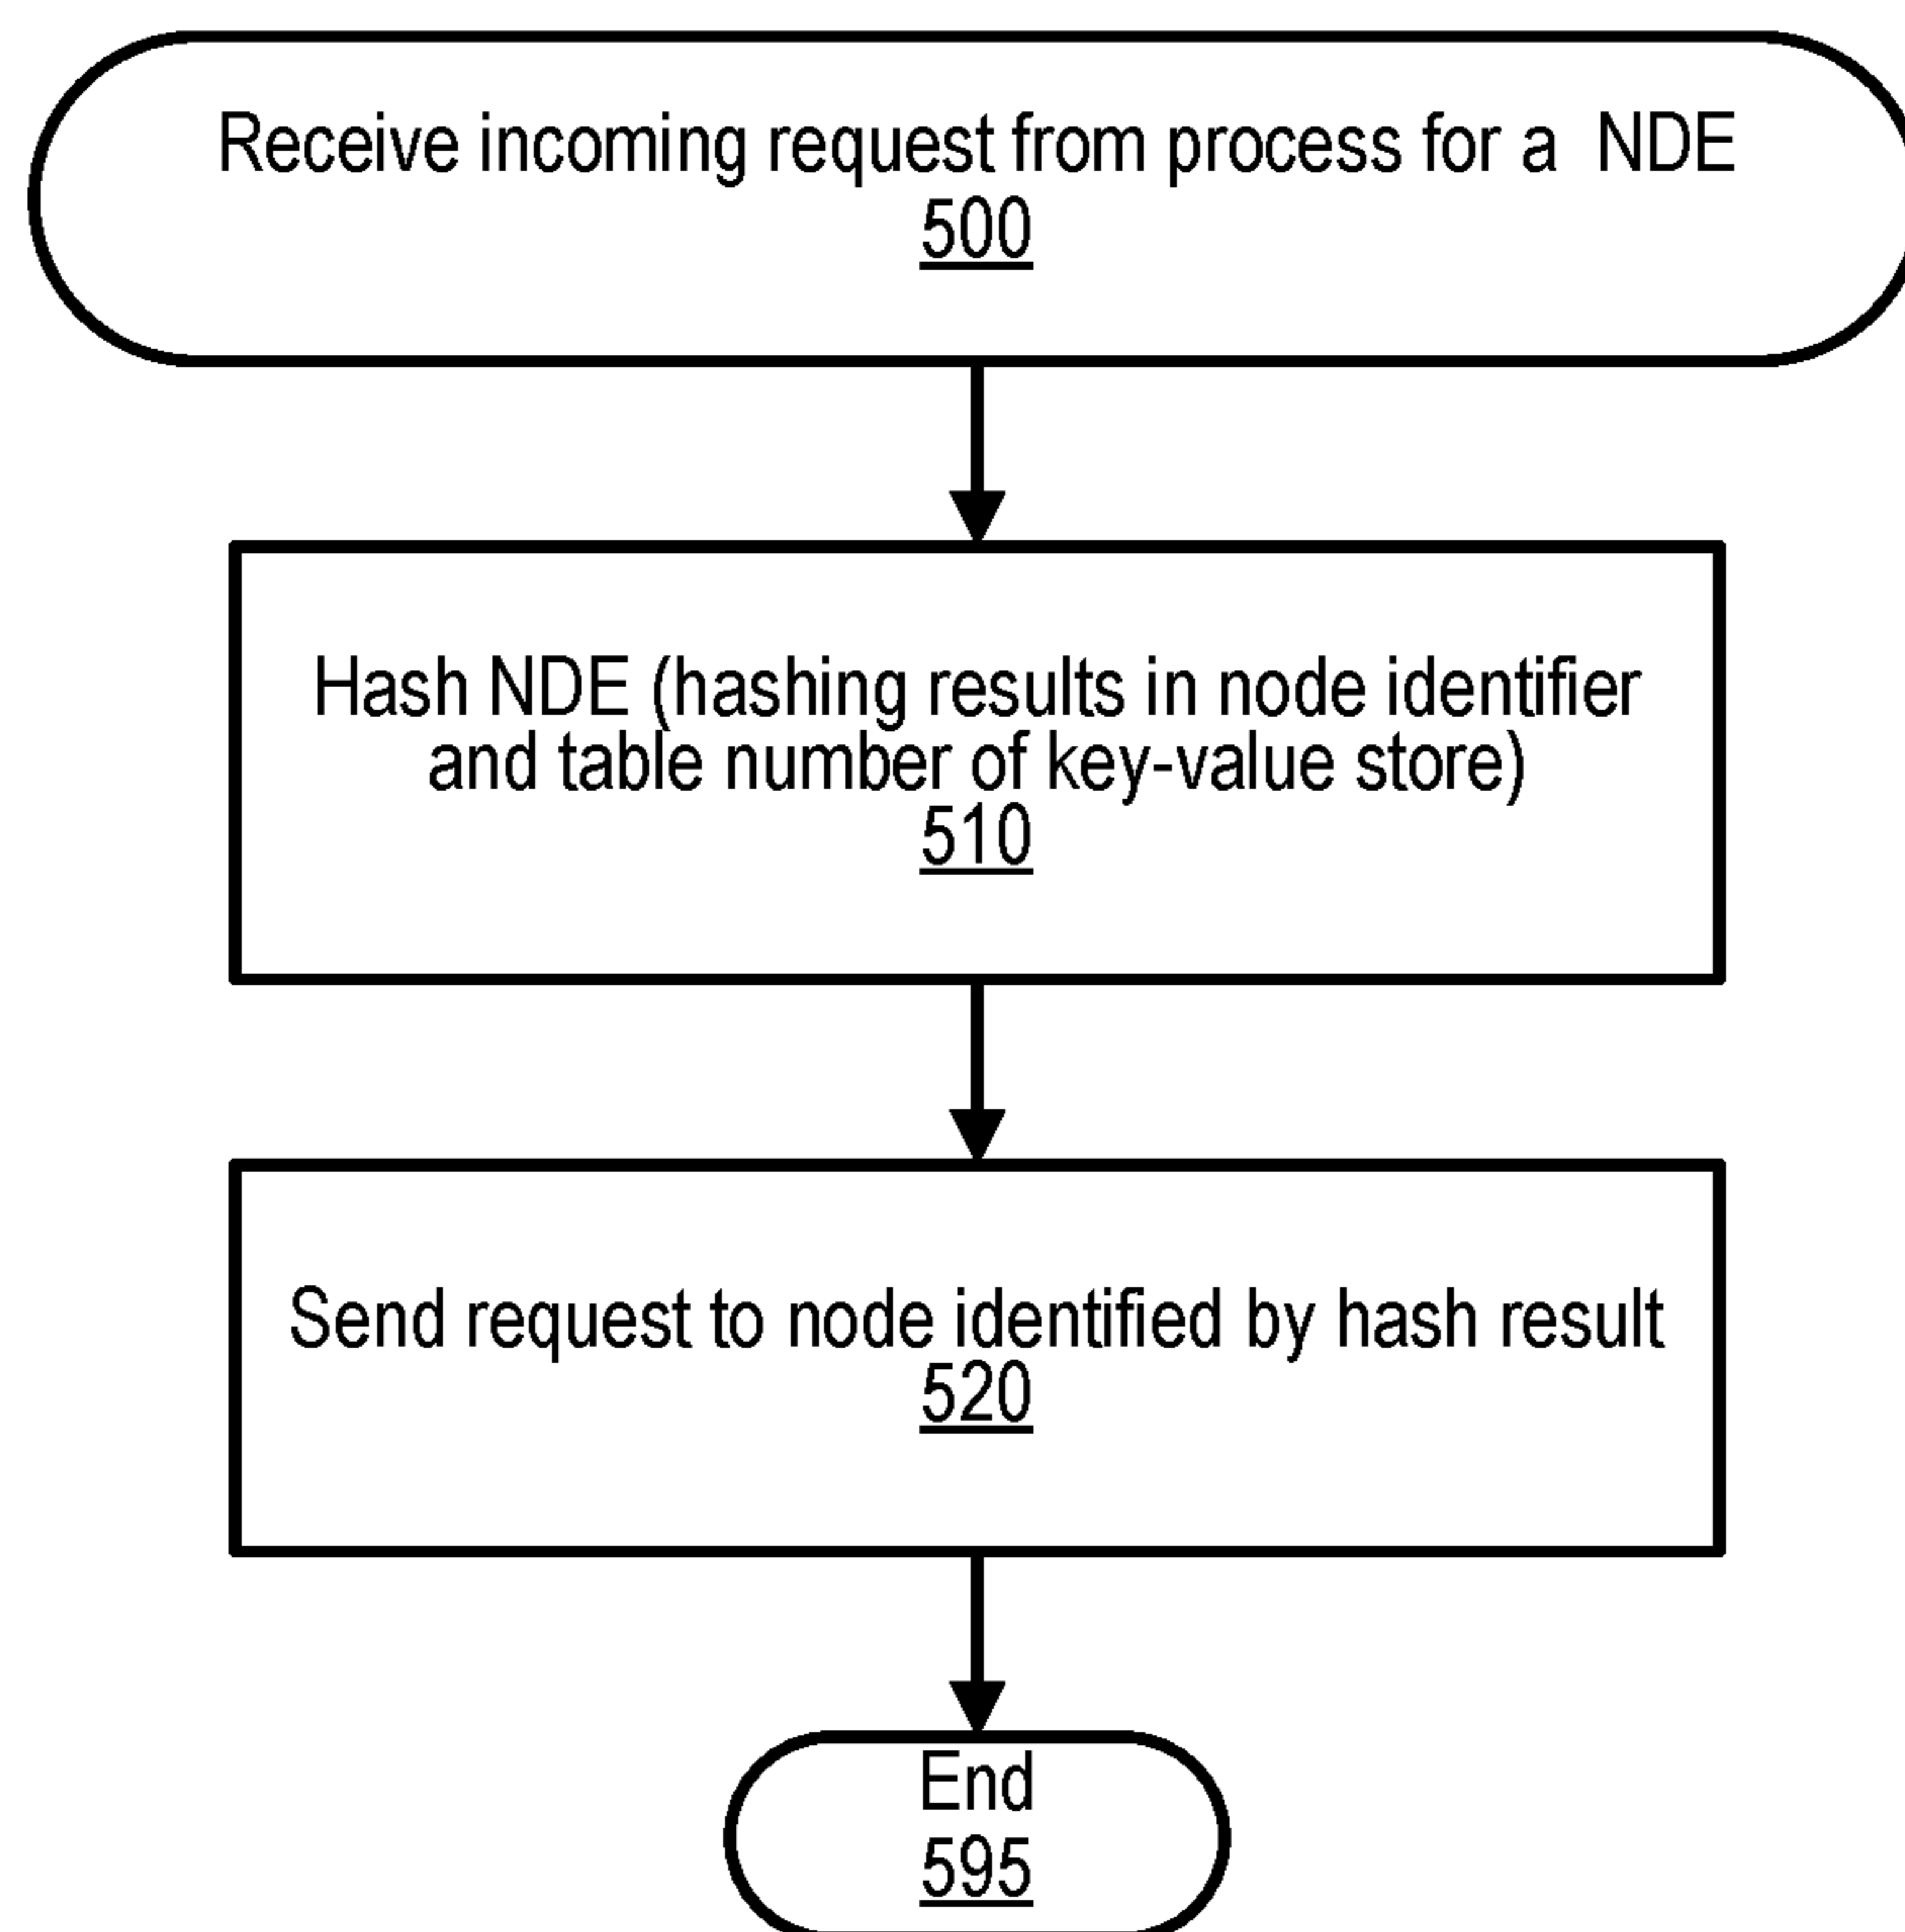 Receive incoming request from process for a  NDE
500
Hash NDE (hashing results in node identifier
and table number of key-value store)
510
Send request to node identified by hash result
520
End
595